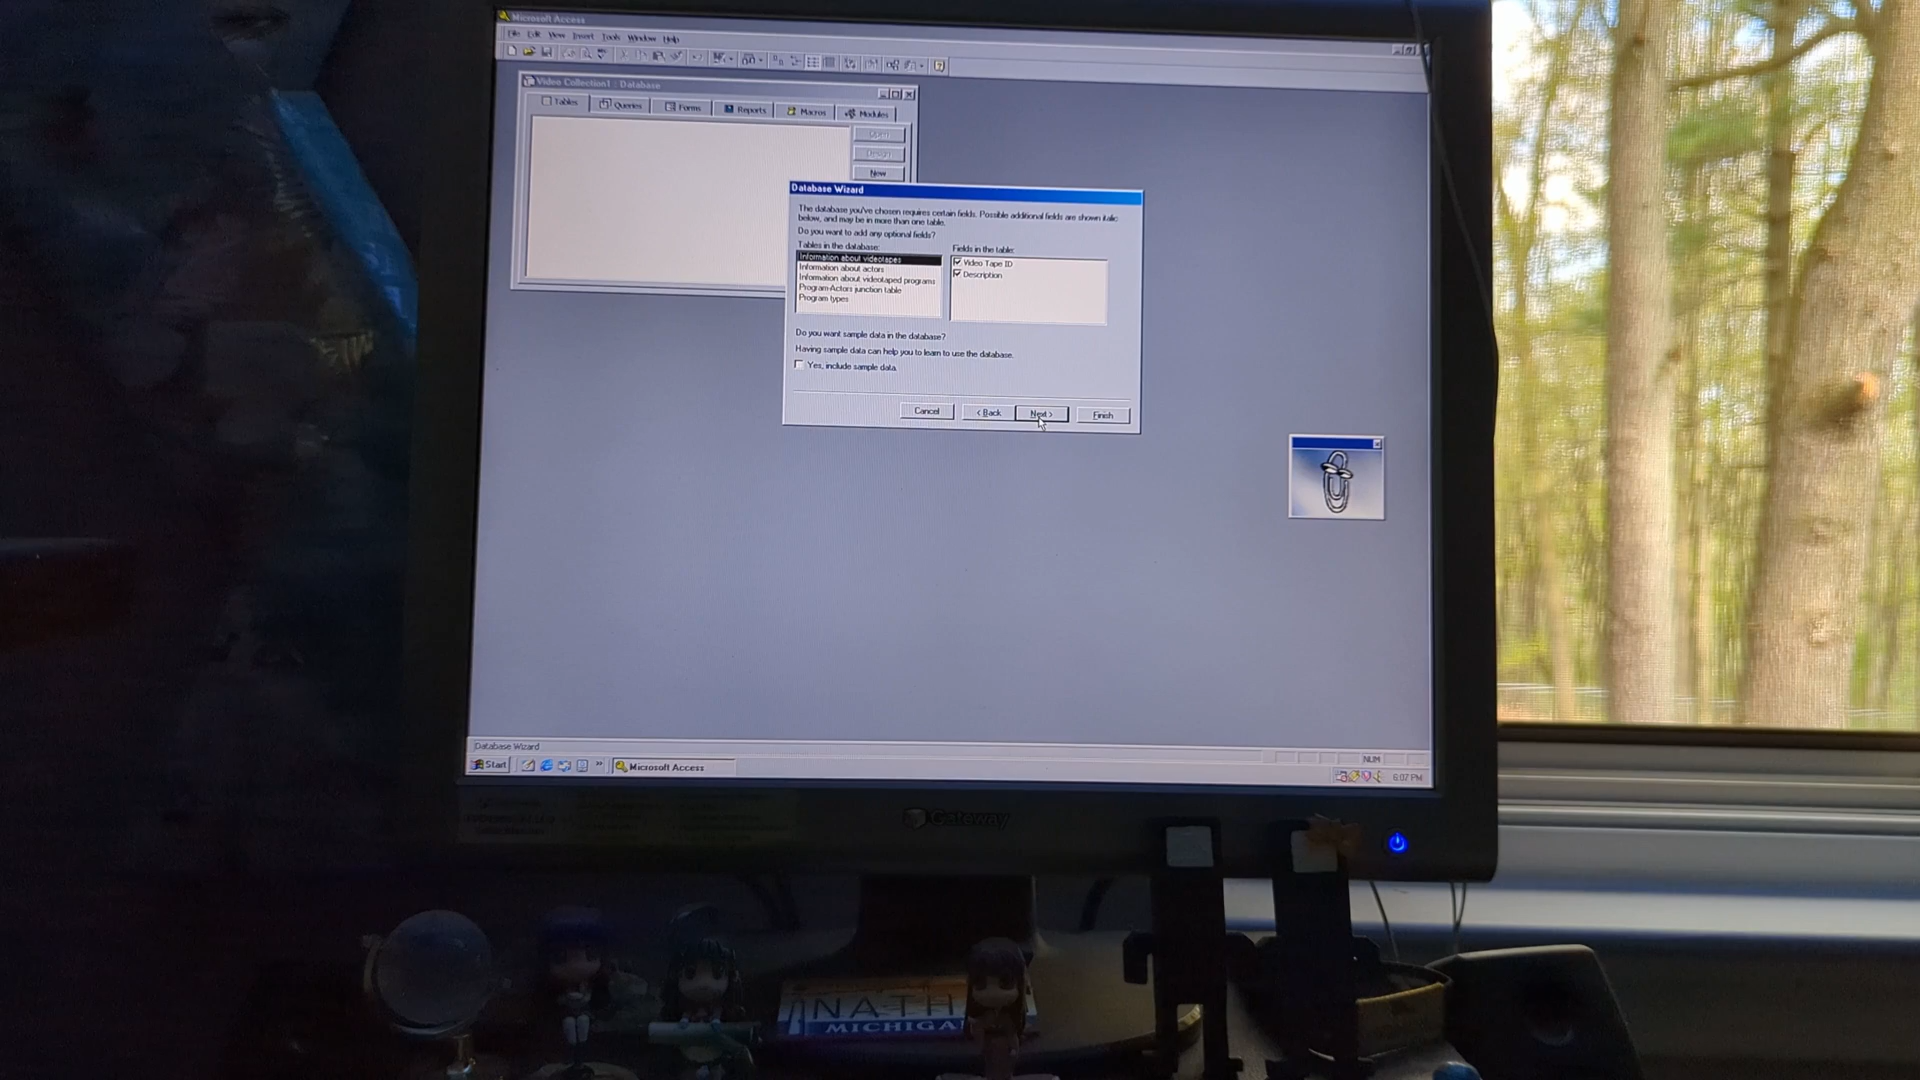 Microsoft Access
File Edit View Insert Tools Window Help
Video Collection1 : Database
Tables Queries Forms Reports Macros Modules
Open
Design
New
Database Wizard
The database you've chosen requires certain fields. Possible additional fields are shown italic
below, and may be in more than one table.
Do you want to add any optional fields?
Tables in the database:
Fields in the table:
Information about videotapes
Information about actors
Information about videotaped programs
Program-Actors junction table
Program types
Video Tape ID
Description
Do you want sample data in the database?
Having sample data can help you to learn to use the database.
Yes, include sample data.
Cancel
< Back
Next >
Finish
Database Wizard
NUM
Start
Microsoft Access
6:07 PM
Gateway
NATH
MICHIGA